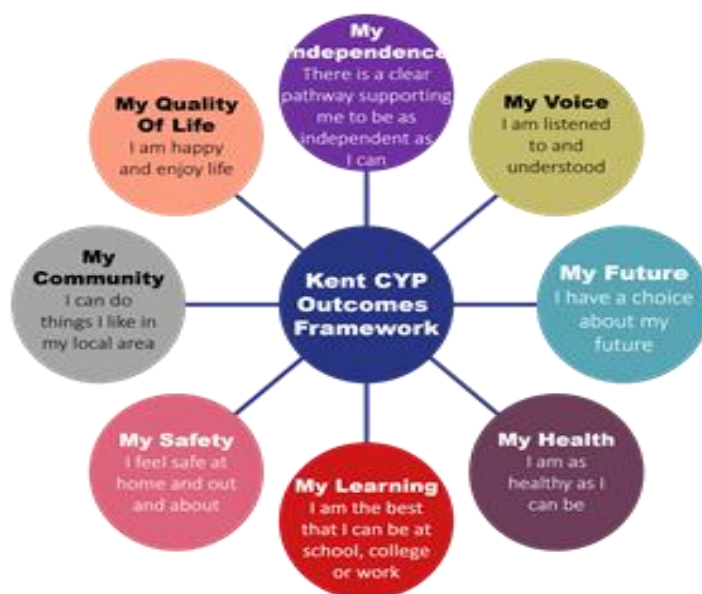 My
Independence
There is a clear
pathway supporting
me to be as
independent as
I can
My Voice
I am listened
to and
understood
My Future
I have a choice
about my
future
My Health
I am as
healthy as I
can be
My Learning
I am the best
that I can be at
school, college
or work
My Safety
I feel safe at
home and out
and about
My
Community
I can do
things I like in
my local area
My Quality
Of Life
I am happy
and enjoy life
Kent CYP
Outcomes
Framework